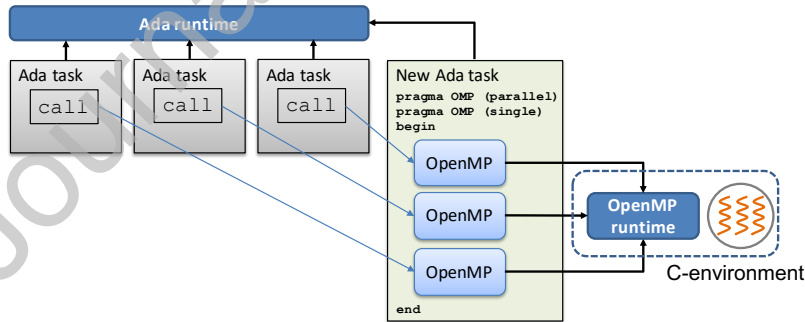 Ada runtime
Ada task
call
Ada task
call
Ada task
call
New Ada task
pragma OMP (parallel)
pragma OMP (single)
begin
OpenMP
OpenMP
OpenMP
end
OpenMP
runtime
C-environment
Journa